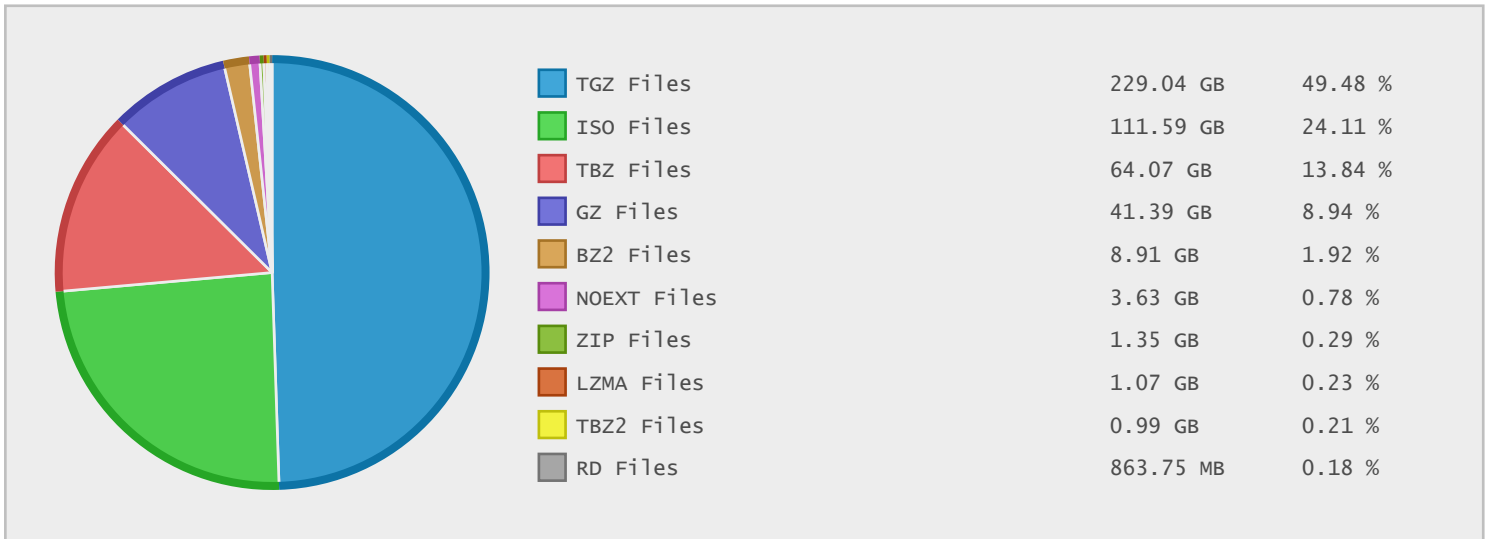 TGZ Files 229.04 GB 49.48 %
ISO Files 111.59 GB 24.11 %
TBZ Files 64.07 GB 13.84 %
GZ Files 41.39 GB 8.94 %
BZ2 Files 8.91 GB 1.92 %
NOEXT Files 3.63 GB 0.78 %
ZIP Files 1.35 GB 0.29 %
LZMA Files 1.07 GB 0.23 %
TBZ2 Files 0.99 GB 0.21 %
RD Files 863.75 MB 0.18 %